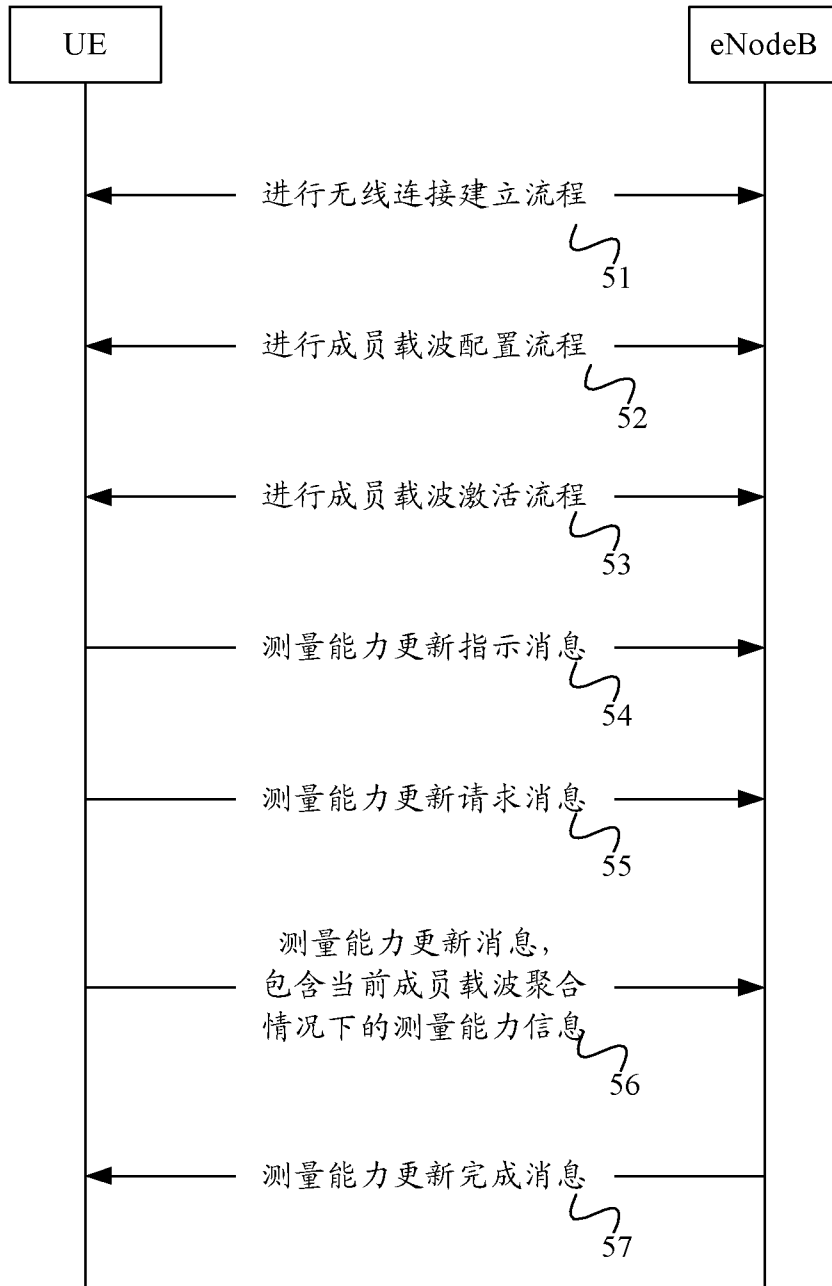 UE
eNodeB
进行无线连接建立流程
51
进行成员载波配置流程
52
进行成员载波激活流程
53
测量能力更新指示消息
54
测量能力更新请求消息
55
测量能力更新消息，
包含当前成员载波聚合
情况下的测量能力信息
56
测量能力更新完成消息
57